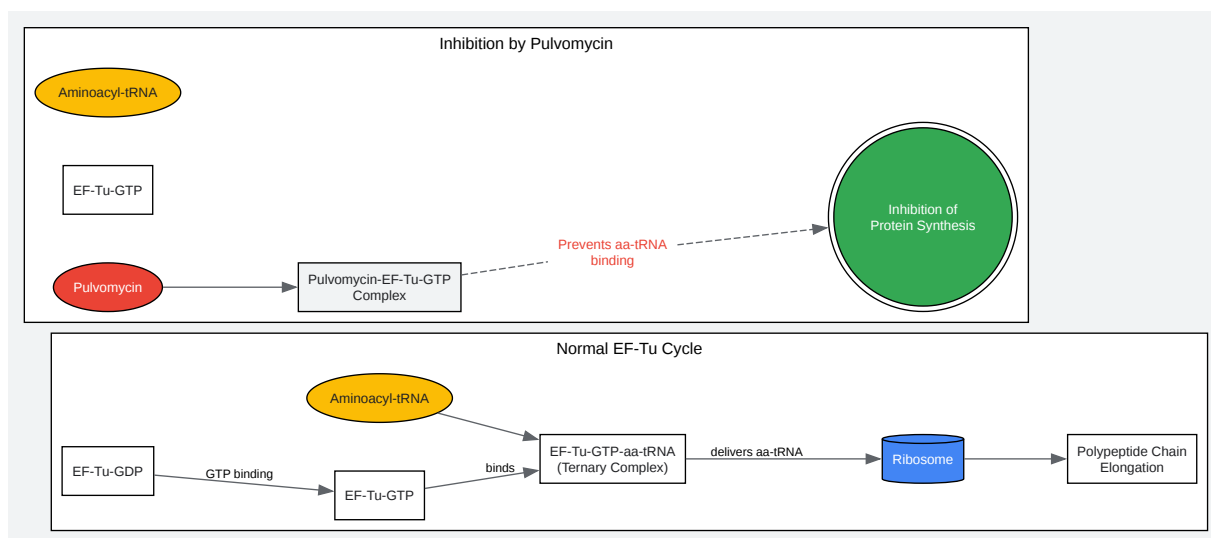 Inhibition by Pulvomycin
Aminoacyl-tRNA
EF-Tu-GTP
Pulvomycin
Pulvomycin-EF-Tu-GTP
Complex
Prevents aa-tRNA
binding
Inhibition of
Protein Synthesis
Normal EF-Tu Cycle
Aminoacyl-tRNA
EF-Tu-GDP
GTP binding
EF-Tu-GTP
binds
EF-Tu-GTP-aa-tRNA
(Ternary Complex)
delivers aa-tRNA
Ribosome
Polypeptide Chain
Elongation